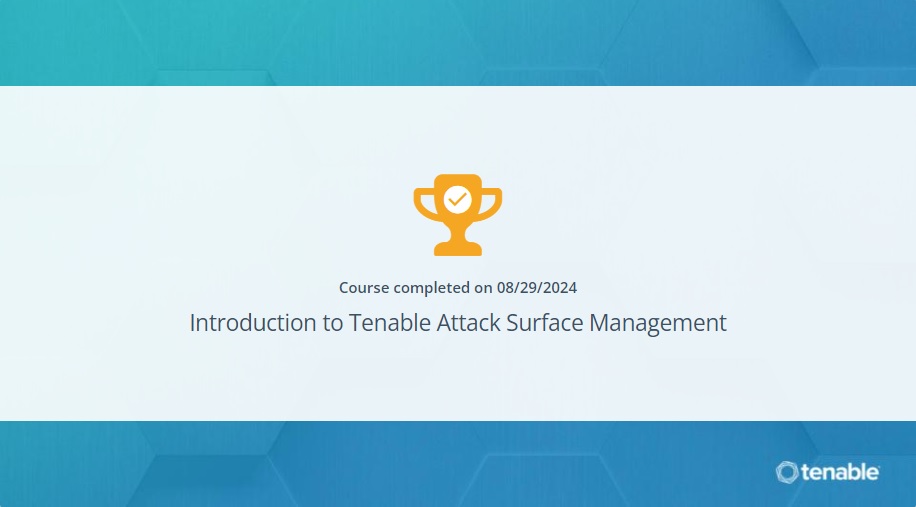 Course completed on 08/29/2024
Introduction to Tenable Attack Surface Management
tenable